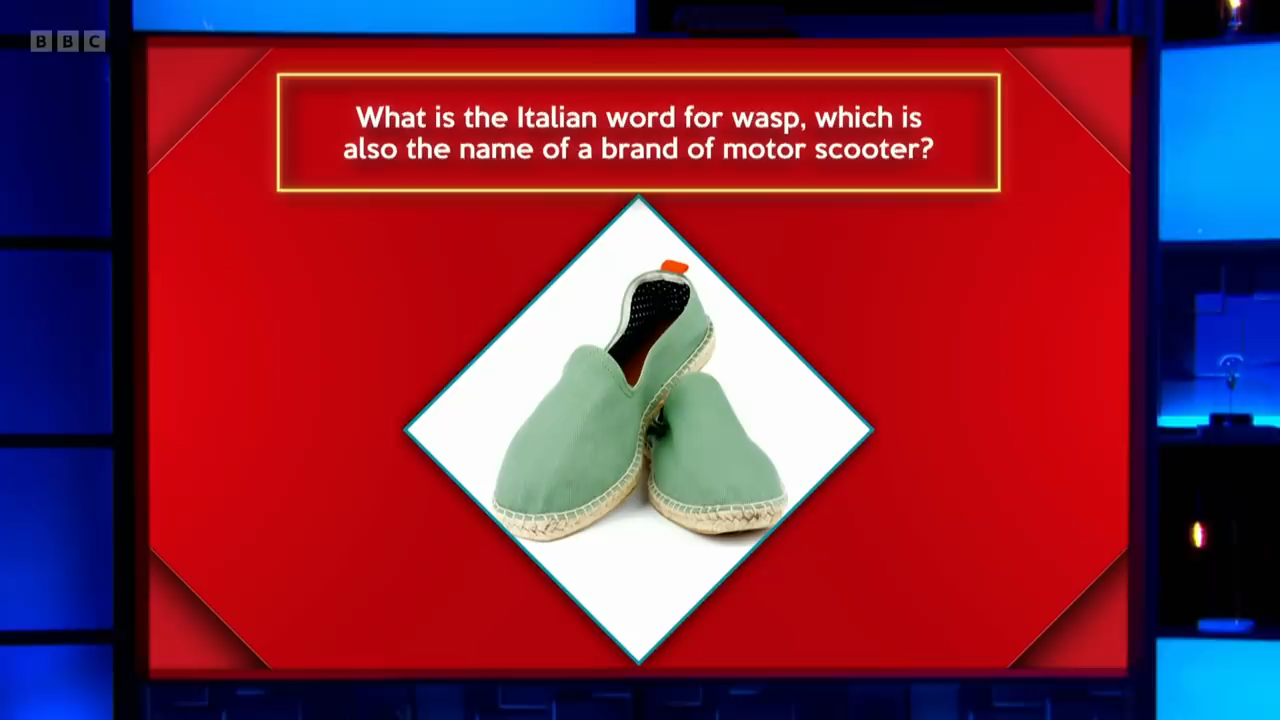 BBC
What is the Italian word for wasp, which is
also the name of a brand of motor scooter?